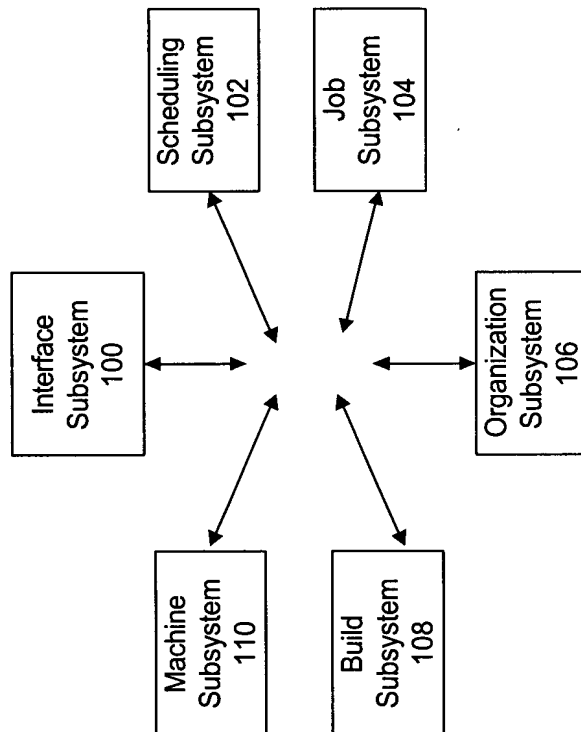 Interface
Subsystem
100
Scheduling
Subsystem
102
Job
Subsystem
104
Organization
Subsystem
106
Build
Subsystem
108
Machine
Subsystem
110